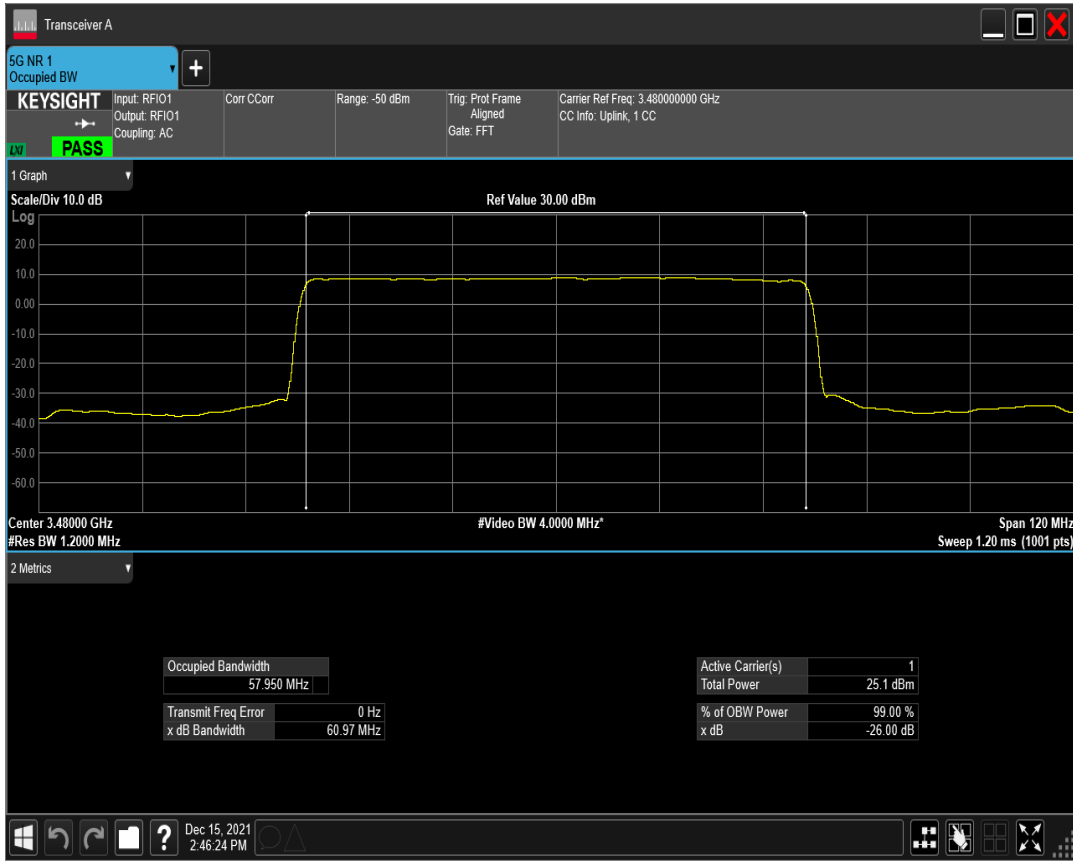 Transceiver A
5G NR 1
Occupied BW
+
KEYSIGHT
Input: RFIO1
Output: RFIO1
Coupling: AC
Corr CCorr
Range: -50 dBm
Trig: Prot Frame
Aligned
Gate: FFT
Carrier Ref Freq: 3.480000000 GHz
CC Info: Uplink, 1 CC
LXI
PASS
1 Graph
Scale/Div 10.0 dB
Ref Value 30.00 dBm
Log
20.0
10.0
0.00
-10.0
-20.0
-30.0
-40.0
-50.0
-60.0
Center 3.48000 GHz
#Video BW 4.0000 MHz*
Span 120 MHz
#Res BW 1.2000 MHz
Sweep 1.20 ms (1001 pts)
2 Metrics
Occupied Bandwidth
57.950 MHz
Transmit Freq Error 0 Hz
x dB Bandwidth 60.97 MHz
Active Carrier(s) 1
Total Power 25.1 dBm
% of OBW Power 99.00 %
x dB -26.00 dB
?
Dec 15, 2021
2:46:24 PM